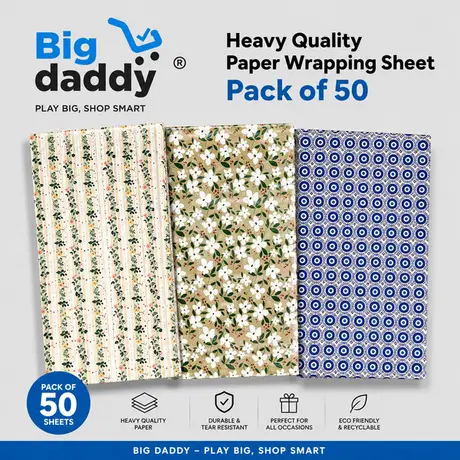 Big
daddy®
PLAY BIG, SHOP SMART
Heavy Quality
Paper Wrapping Sheet
Pack of 50
PACK OF
50
SHEETS
HEAVY QUALITY
PAPER
DURABLE &
TEAR RESISTANT
PERFECT FOR
ALL OCCASIONS
ECO FRIENDLY
& RECYCLABLE
BIG DADDY – PLAY BIG, SHOP SMART